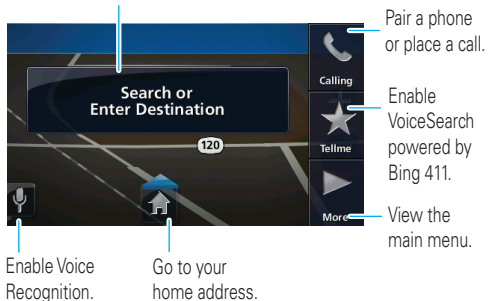 Pair a phone
or place a call.
Calling
Search or
Enter Destination
Enable
VoiceSearch
powered by
Bing 411.
120
Tellme
View the
main menu.
More
Enable Voice
Recognition.
Go to your
home address.